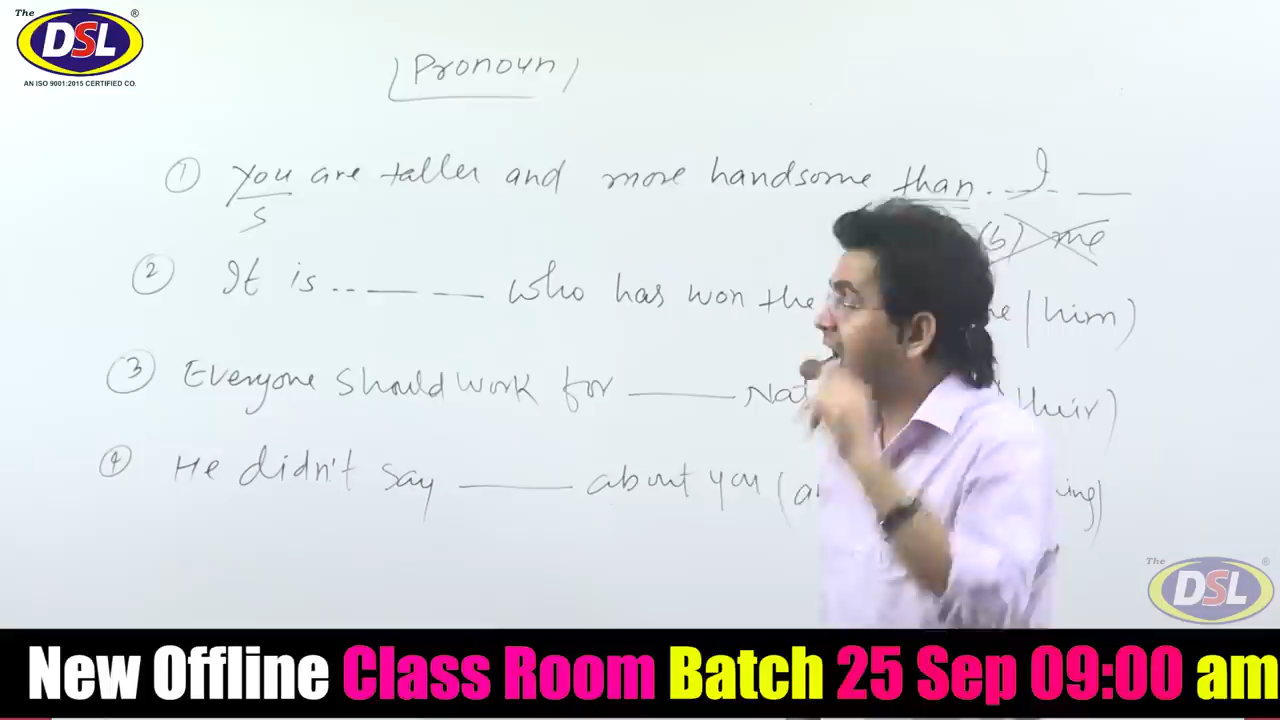 The DSL ®
AN ISO 9001:2015 CERTIFIED CO.
Pronoun
① You are taller and more handsome than ... I
S
(b) me
② It is .. who has won the | him)
③ Everyone should work for ____ their)
④ He didn't say ____ about you
The DSL ®
New Offline Class Room Batch 25 Sep 09:00 am